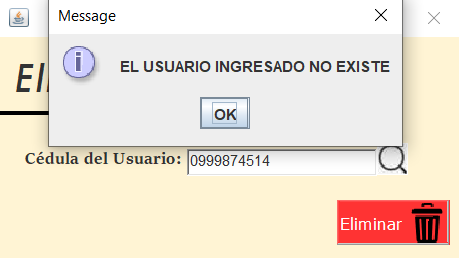 Message
EL USUARIO INGRESADO NO EXISTE
OK
Cédula del Usuario: 0999874514
Eliminar